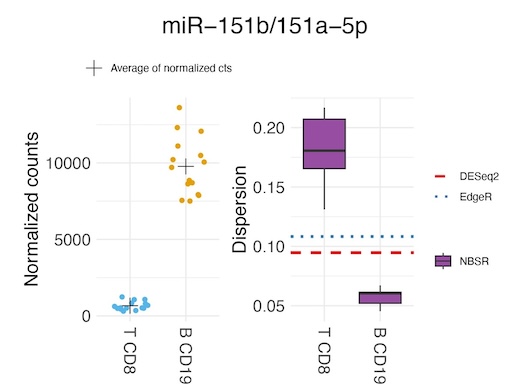 miR−151b/151a−5p
Average of normalized cts
Normalized counts
10000
5000
0
T CD8
B CD19
Dispersion
0.20
0.15
0.10
0.05
T CD8
B CD19
DESeq2
EdgeR
NBSR